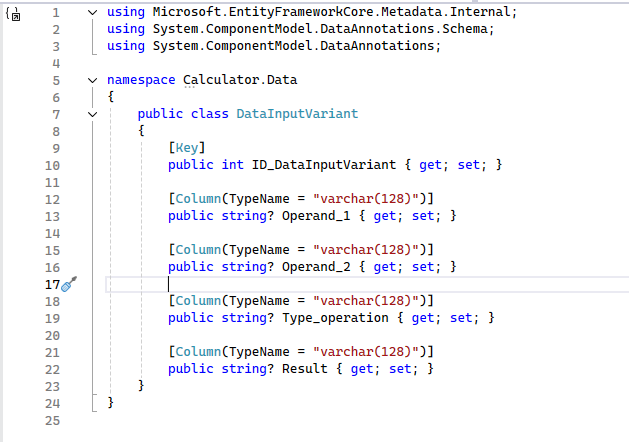 1 using Microsoft.EntityFrameworkCore.Metadata.Internal;
2 using System.ComponentModel.DataAnnotations.Schema;
3 using System.ComponentModel.DataAnnotations;
4
5 namespace Calculator.Data
6 {
7 public class DataInputVariant
8 {
9 [Key]
10 public int ID_DataInputVariant { get; set; }
11
12 [Column(TypeName = "varchar(128)")]
13 public string? Operand_1 { get; set; }
14
15 [Column(TypeName = "varchar(128)")]
16 public string? Operand_2 { get; set; }
17
18 [Column(TypeName = "varchar(128)")]
19 public string? Type_operation { get; set; }
20
21 [Column(TypeName = "varchar(128)")]
22 public string? Result { get; set; }
23 }
24 }
25